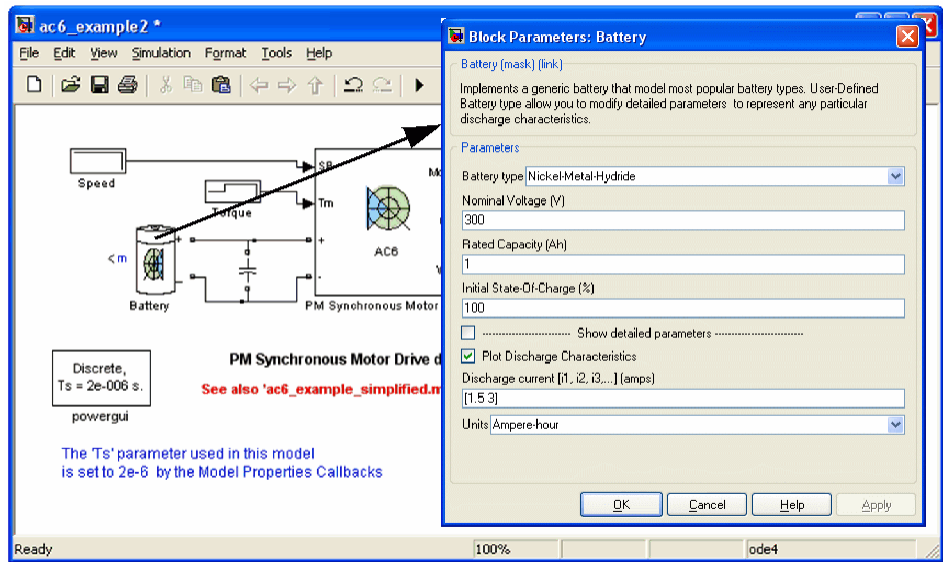 ac6_example2 *
File Edit View Simulation Format Tools Help
Speed
Torque
SP
Tm
+
-
Mo
AC6
V
< m
+
-
Battery
PM Synchronous Motor
Discrete,
Ts = 2e-006 s.
powergui
PM Synchronous Motor Drive d
See also 'ac6_example_simplified.m
The 'Ts' parameter used in this model
is set to 2e-6 by the Model Properties Callbacks
Ready 100% ode4
Block Parameters: Battery
Battery (mask) (link)
Implements a generic battery that model most popular battery types. User-Defined
Battery type allow you to modify detailed parameters to represent any particular
discharge characteristics.
Parameters
Battery type Nickel-Metal-Hydride
Nominal Voltage (V)
300
Rated Capacity (Ah)
1
Initial State-Of-Charge (%)
100
--------------------------- Show detailed parameters ---------------------------
Plot Discharge Characteristics
Discharge current [i1, i2, i3,...] (amps)
[1.5 3]
Units Ampere-hour
OK Cancel Help Apply